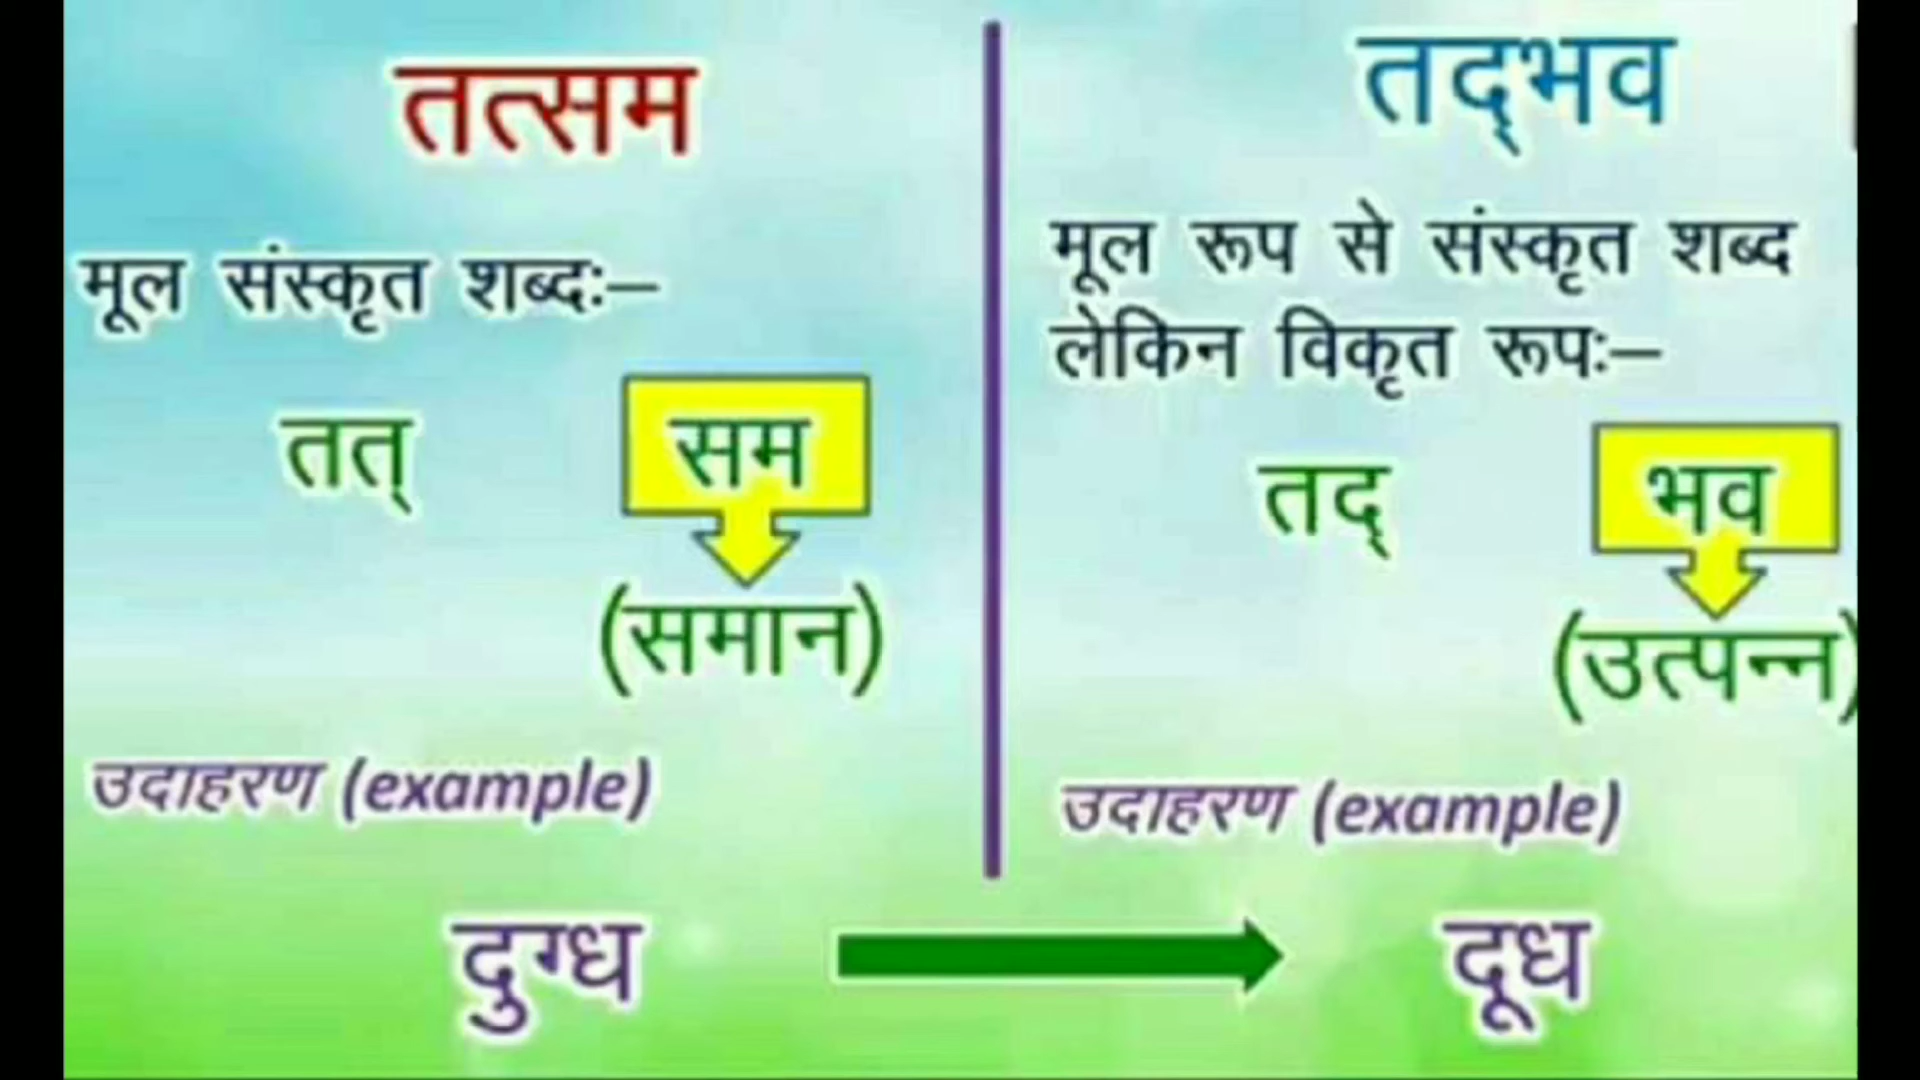 तत्सम
मूल संस्कृत शब्दः–
तत् सम
(समान)
उदाहरण (example)
दुग्ध
तद्भव
मूल रूप से संस्कृत शब्द
लेकिन विकृत रूपः–
तद् भव
(उत्पन्न)
उदाहरण (example)
दूध